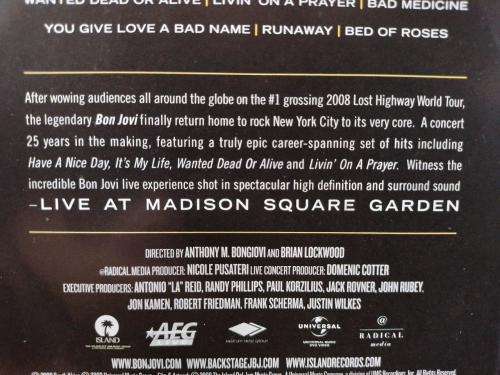 WANTED DEAD OR ALIVE | LIVIN' ON A PRAYER | BAD MEDICINE
YOU GIVE LOVE A BAD NAME | RUNAWAY | BED OF ROSES
After wowing audiences all around the globe on the #1 grossing 2008 Lost Highway World Tour,
the legendary Bon Jovi finally return home to rock New York City to its very core. A concert
25 years in the making, featuring a truly epic career-spanning set of hits including
Have A Nice Day, It's My Life, Wanted Dead Or Alive and Livin' On A Prayer. Witness the
incredible Bon Jovi live experience shot in spectacular high definition and surround sound
–LIVE AT MADISON SQUARE GARDEN
DIRECTED BY ANTHONY M. BONGIOVI AND BRIAN LOCKWOOD
@RADICAL.MEDIA PRODUCER: NICOLE PUSATERI LIVE CONCERT PRODUCER: DOMENIC COTTER
EXECUTIVE PRODUCERS: ANTONIO "LA" REID, RANDY PHILLIPS, PAUL KORZILIUS, JACK ROVNER, JOHN RUBEY,
JON KAMEN, ROBERT FRIEDMAN, FRANK SCHERMA, JUSTIN WILKES
ISLAND
AEG
UNIVERSAL
@
RADICAL
media
WWW.BONJOVI.COM WWW.BACKSTAGEJBJ.COM WWW.ISLANDRECORDS.COM